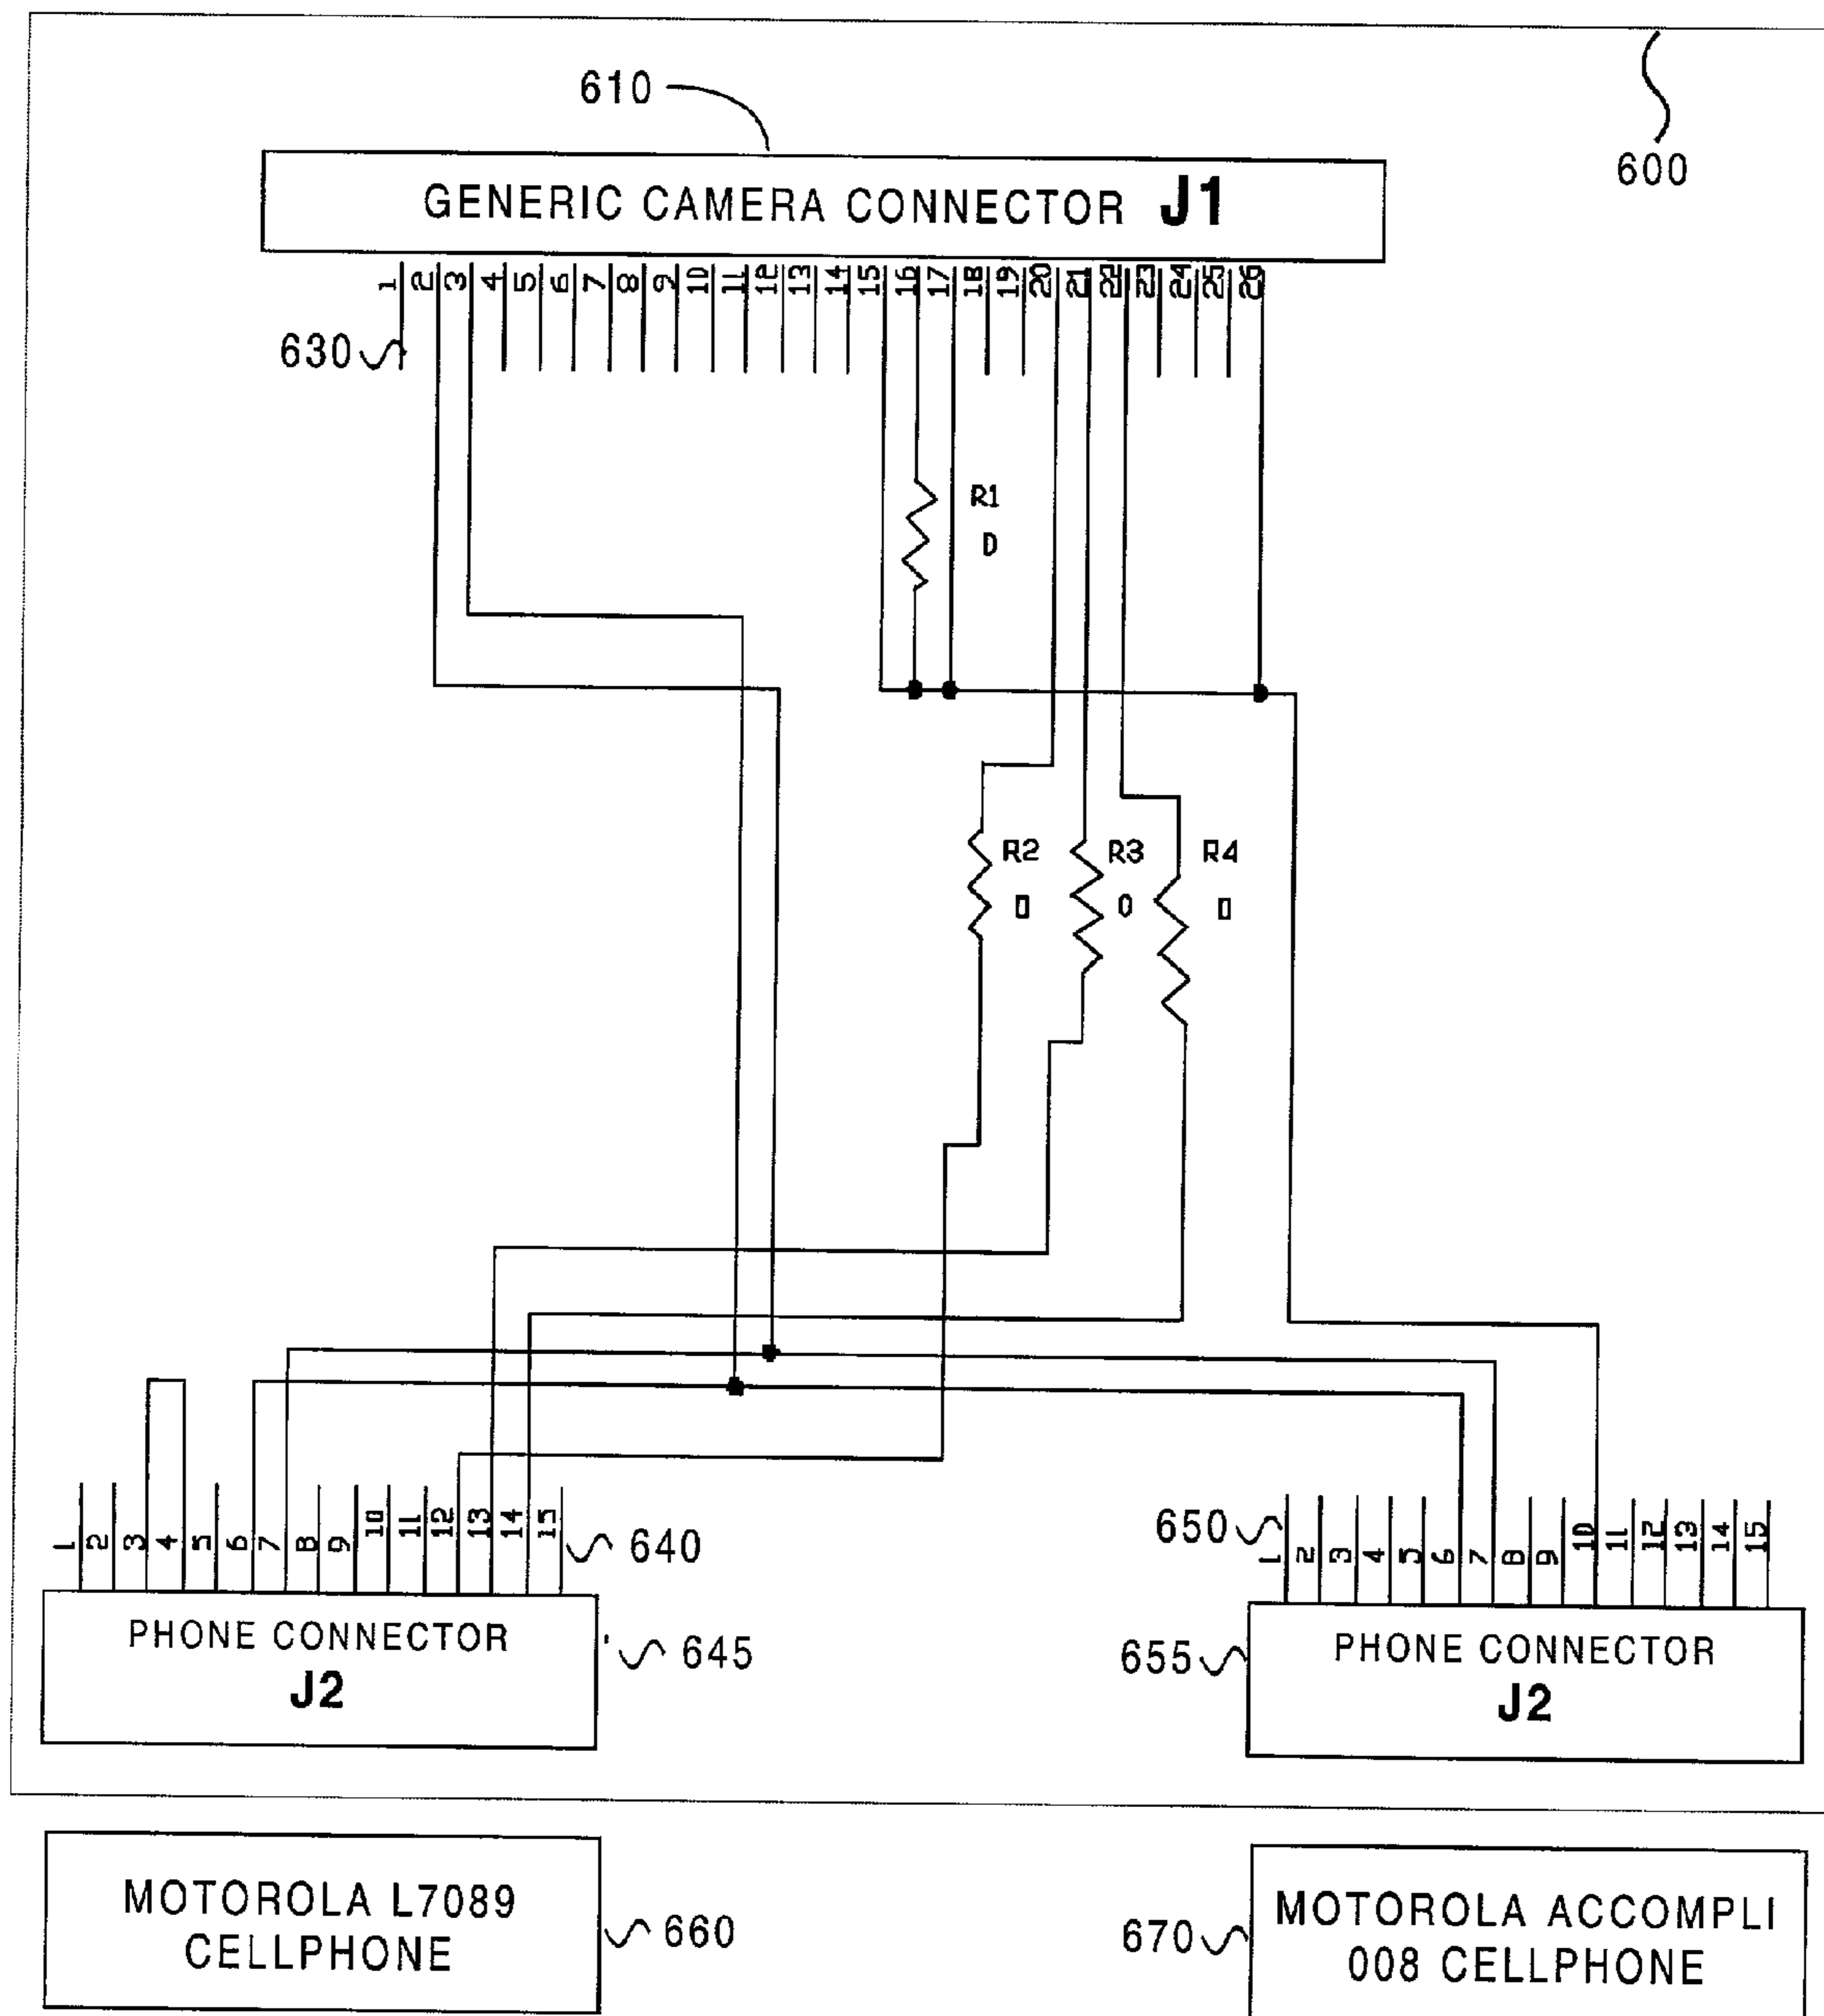 610
600
GENERIC CAMERA CONNECTOR J1
1 2 3 4 5 6 7 8 9 10 11 12 13 14 15 16 17 18 19 20 21 22 23 24 25 26
630
R1
0
R2 R3 R4
0 0 0
1 2 3 4 5 6 7 8 9 10 11 12 13 14 15
640
650
1 2 3 4 5 6 7 8 9 10 11 12 13 14 15
PHONE CONNECTOR
J2
645
655
PHONE CONNECTOR
J2
MOTOROLA L7089
CELLPHONE
660
670
MOTOROLA ACCOMPLI
008 CELLPHONE